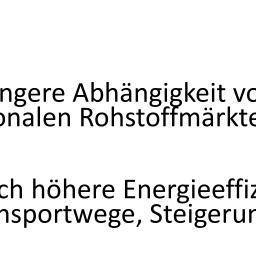 ngere Abhängigkeit vo
onalen Rohstoffmärkte
ch höhere Energieeffiz
nsportwege, Steigerun